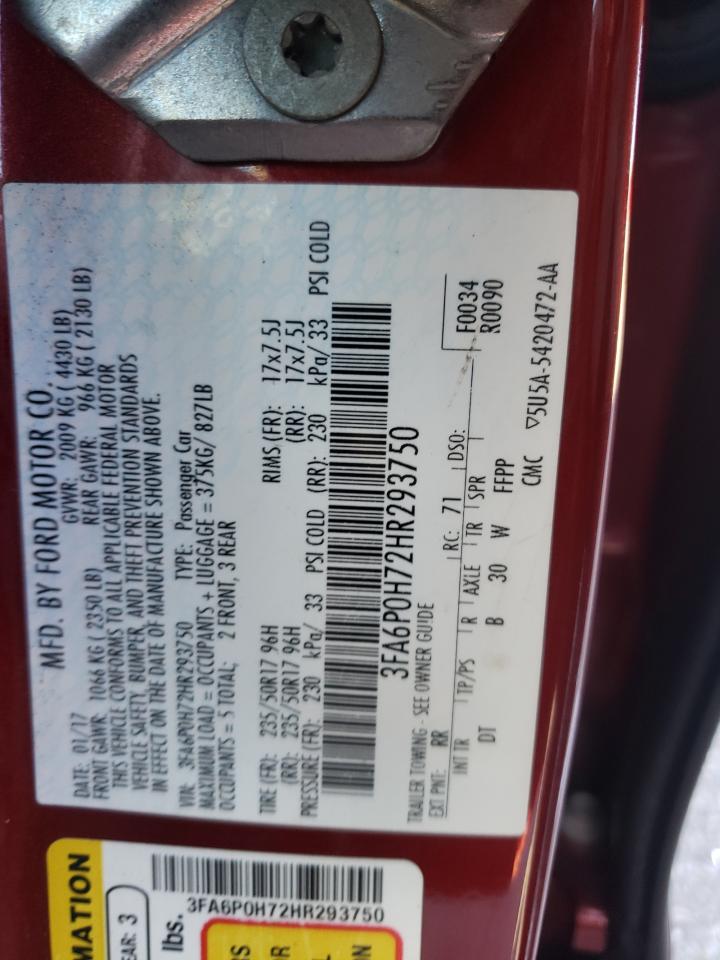 MFD. BY FORD MOTOR CO.
DATE: 01/17 GVWR: 2009 KG ( 4430 LB)
FRONT GAWR: 1066 KG ( 2350 LB) REAR GAWR: 966 KG ( 2130 LB)
THIS VEHICLE CONFORMS TO ALL APPLICABLE FEDERAL MOTOR
VEHICLE SAFETY, BUMPER, AND THEFT PREVENTION STANDARDS
IN EFFECT ON THE DATE OF MANUFACTURE SHOWN ABOVE.
VIN: 3FA6P0H72HR293750 TYPE: Passenger Car
MAXIMUM LOAD = OCCUPANTS + LUGGAGE = 375KG/ 827LB
OCCUPANTS = 5 TOTAL; 2 FRONT, 3 REAR
TIRE (FR): 235/50R17 96H RIMS (FR): 17x7.5J
(RR): 235/50R17 96H (RR): 17x7.5J
PRESSURE (FR): 230 kPa/ 33 PSI COLD (RR): 230 kPa/ 33 PSI COLD
3FA6P0H72HR293750
TRAILER TOWING - SEE OWNER GUIDE
EXT PNT: RR RC: 71 DSO: F0034
R0090
INT TR TP/PS R AXLE TR SPR
DT B 30 W FFPP
CMC ▽5U5A-5420472-AA
MATION
EAR: 3
lbs.
3FA6P0H72HR293750
RS
OR
L
ON